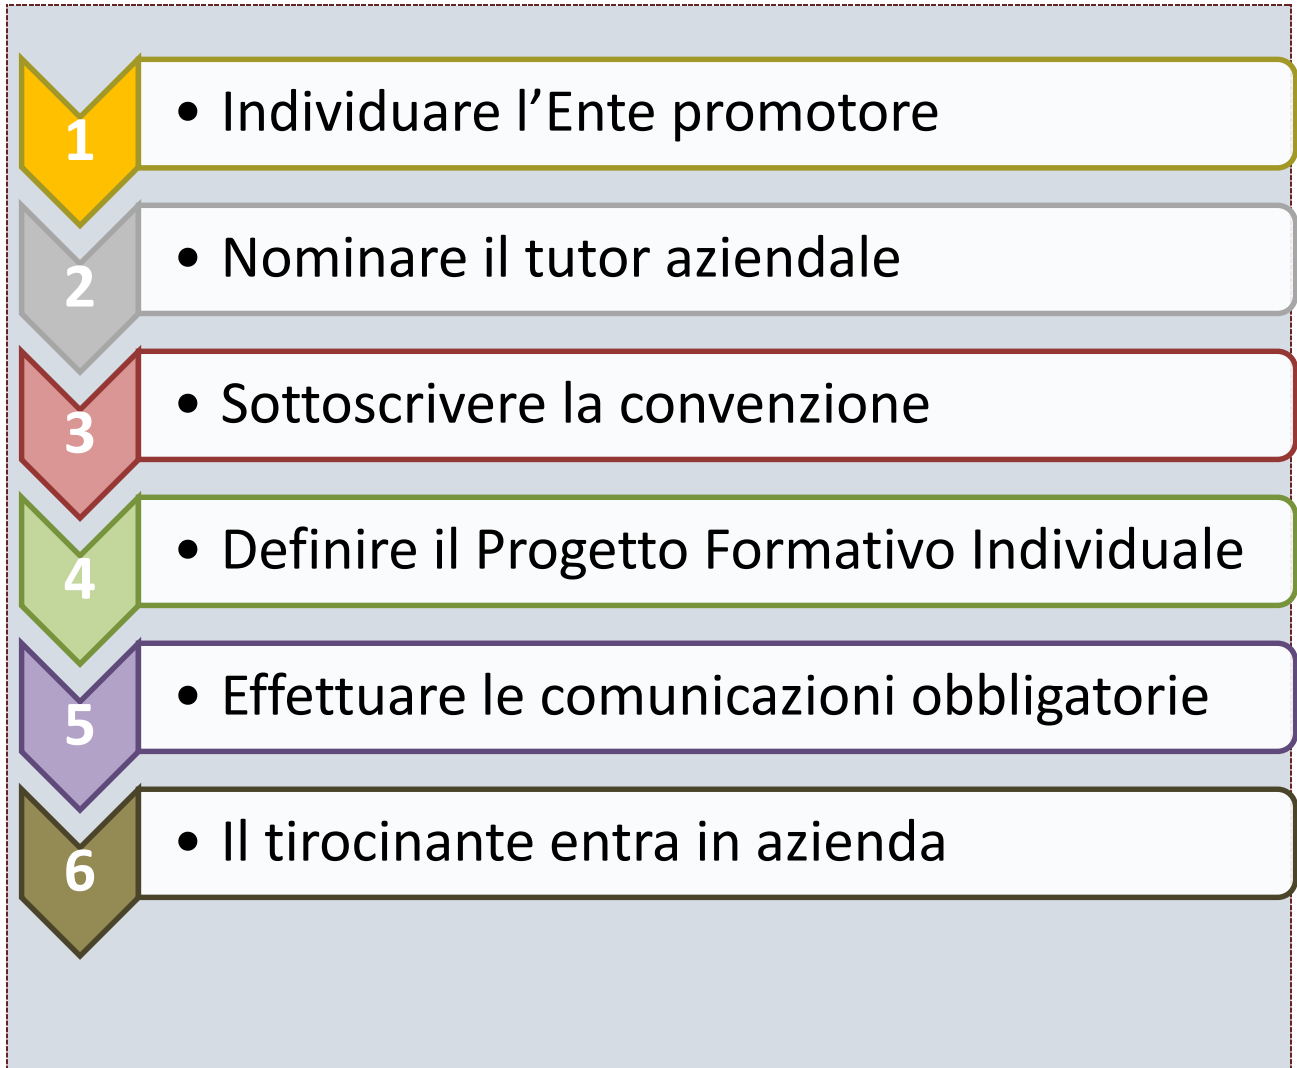 1
• Individuare l’Ente promotore
2
• Nominare il tutor aziendale
3
• Sottoscrivere la convenzione
4
• Definire il Progetto Formativo Individuale
5
• Effettuare le comunicazioni obbligatorie
6
• Il tirocinante entra in azienda